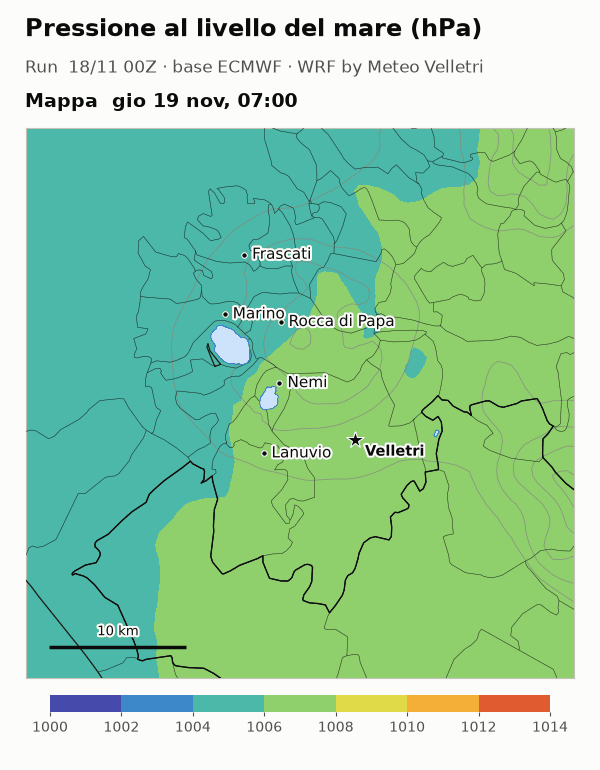 Pressione al livello del mare (hPa)
Run  18/11 00Z · base ECMWF · WRF by Meteo Velletri
Mappa  gio 19 nov, 07:00
Frascati
Marino
Rocca di Papa
Nemi
Velletri
Lanuvio
10 km
1000 1002 1004 1006 1008 1010 1012 1014